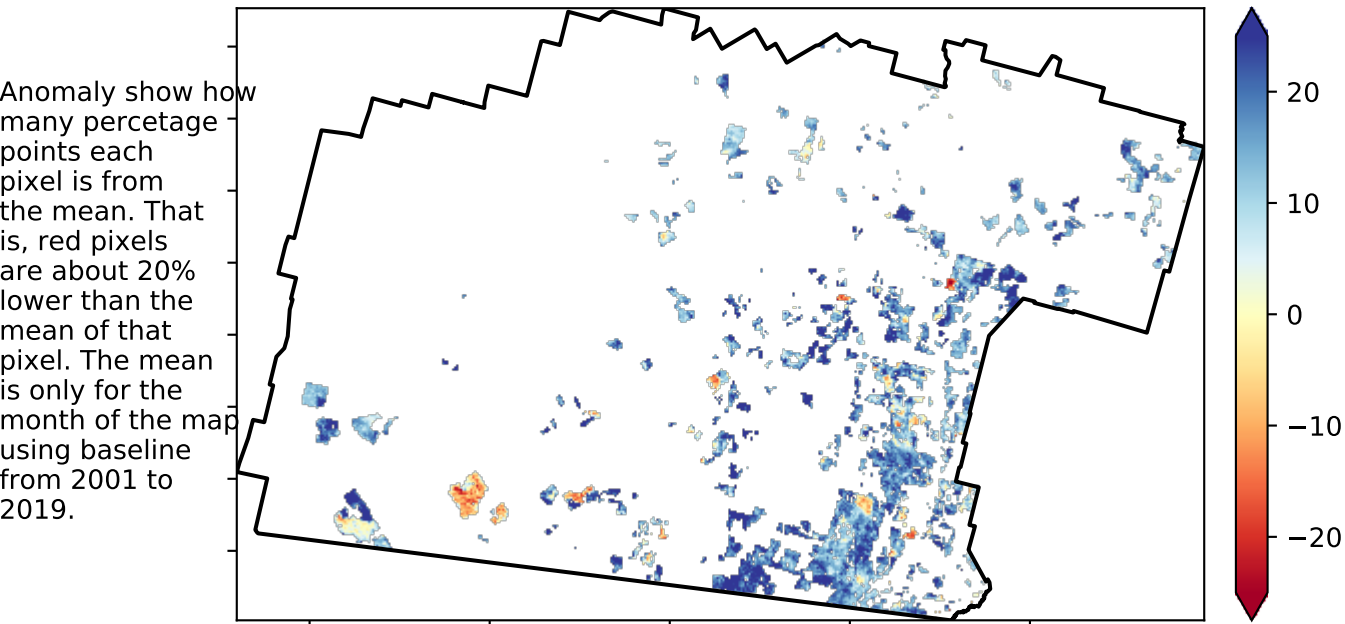 Anomaly show how
many percetage
points each
pixel is from
the mean. That
is, red pixels
are about 20%
lower than the
mean of that
pixel. The mean
is only for the
month of the map
using baseline
from 2001 to
2019.
20
10
0
−10
−20